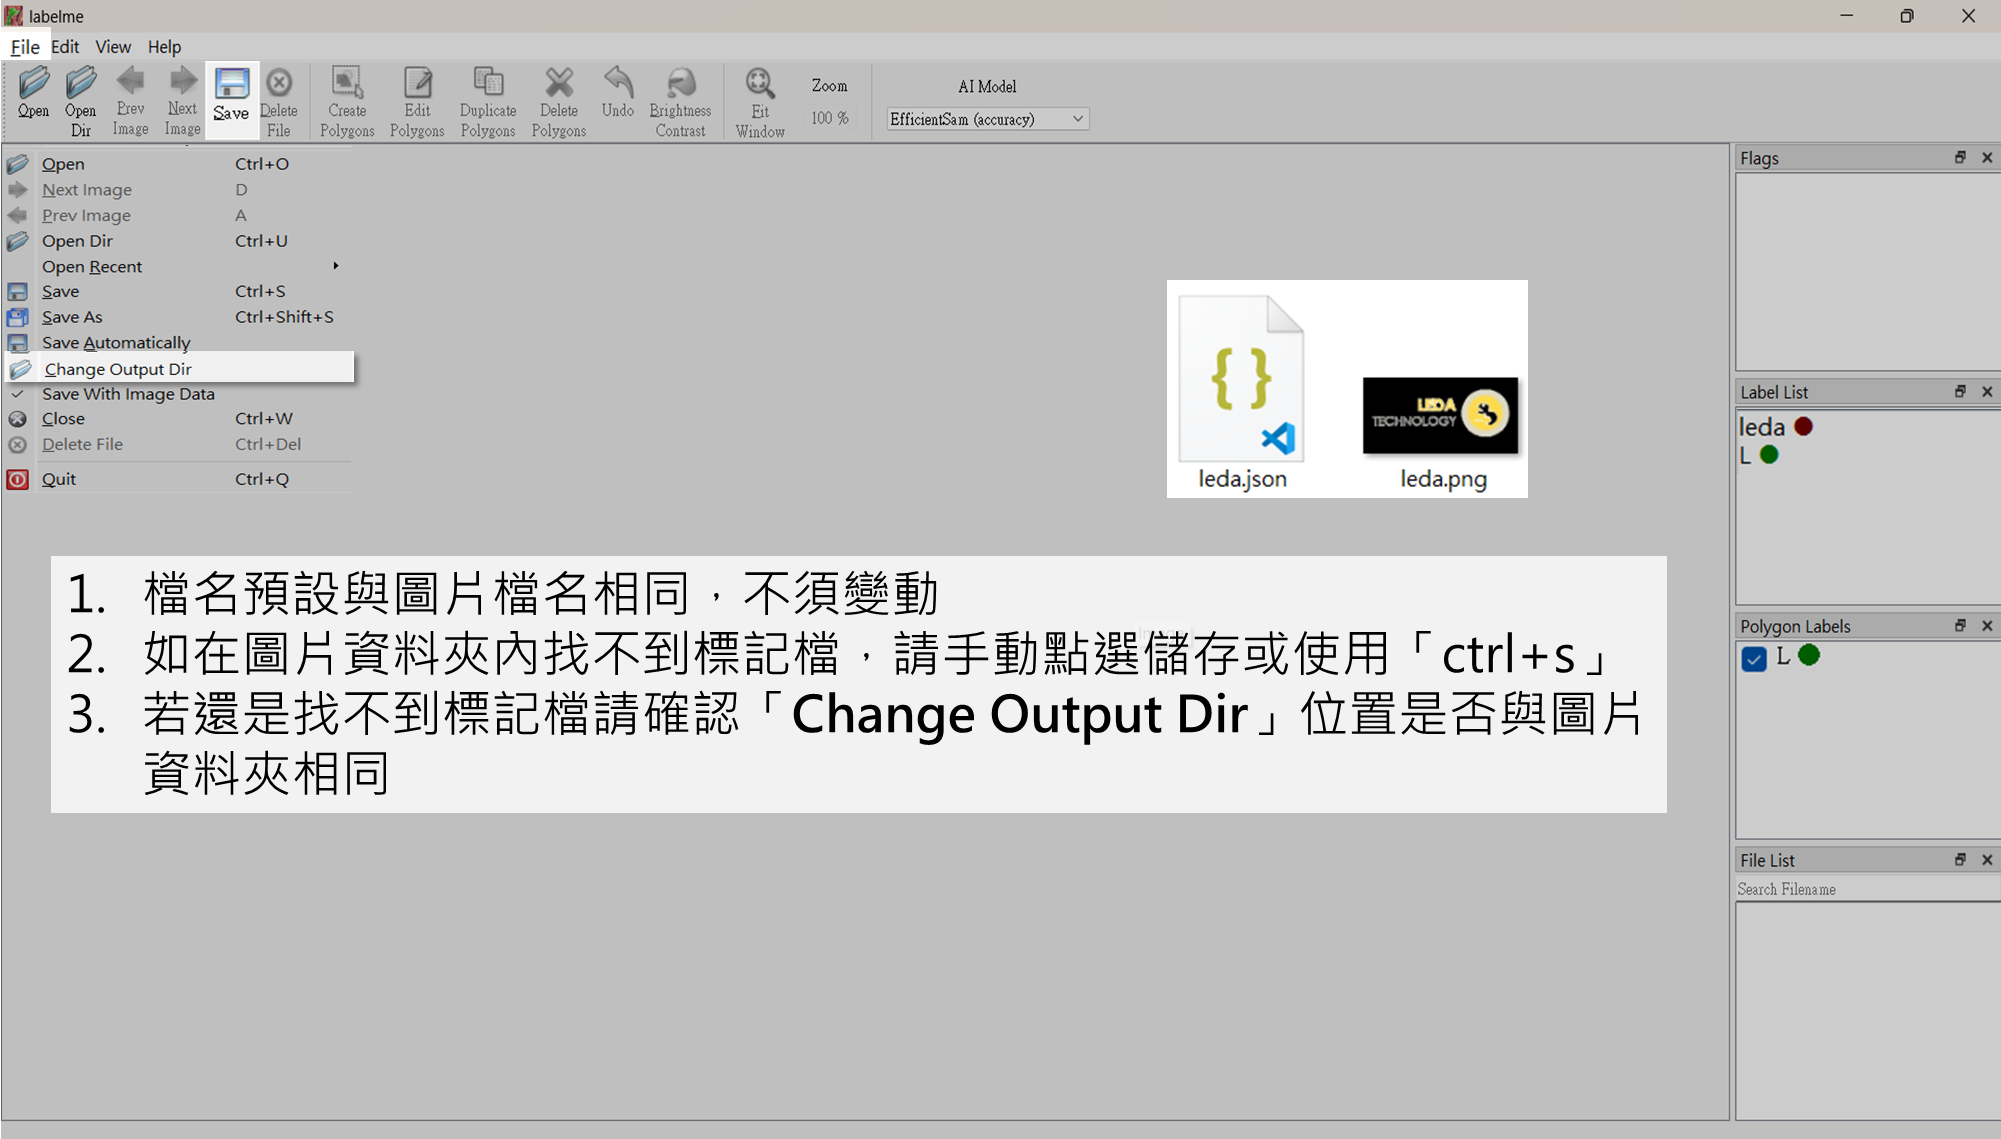 labelme
File Edit View Help
Open
Open Dir
Prev Image
Next Image
Save
Delete File
Create Polygons
Edit Polygons
Duplicate Polygons
Delete Polygons
Undo
Brightness Contrast
Fit Window
Zoom
100 %
AI Model
EfficientSam (accuracy)
Open Ctrl+O
Next Image D
Prev Image A
Open Dir Ctrl+U
Open Recent
Save Ctrl+S
Save As Ctrl+Shift+S
Save Automatically
Change Output Dir
Save With Image Data
Close Ctrl+W
Delete File Ctrl+Del
Quit Ctrl+Q
LEDA
TECHNOLOGY
leda.json
leda.png
1. 檔名預設與圖片檔名相同，不須變動
2. 如在圖片資料夾內找不到標記檔，請手動點選儲存或使用「ctrl+s」
3. 若還是找不到標記檔請確認「Change Output Dir」位置是否與圖片
資料夾相同
Flags
Label List
leda
L
Polygon Labels
L
File List
Search Filename